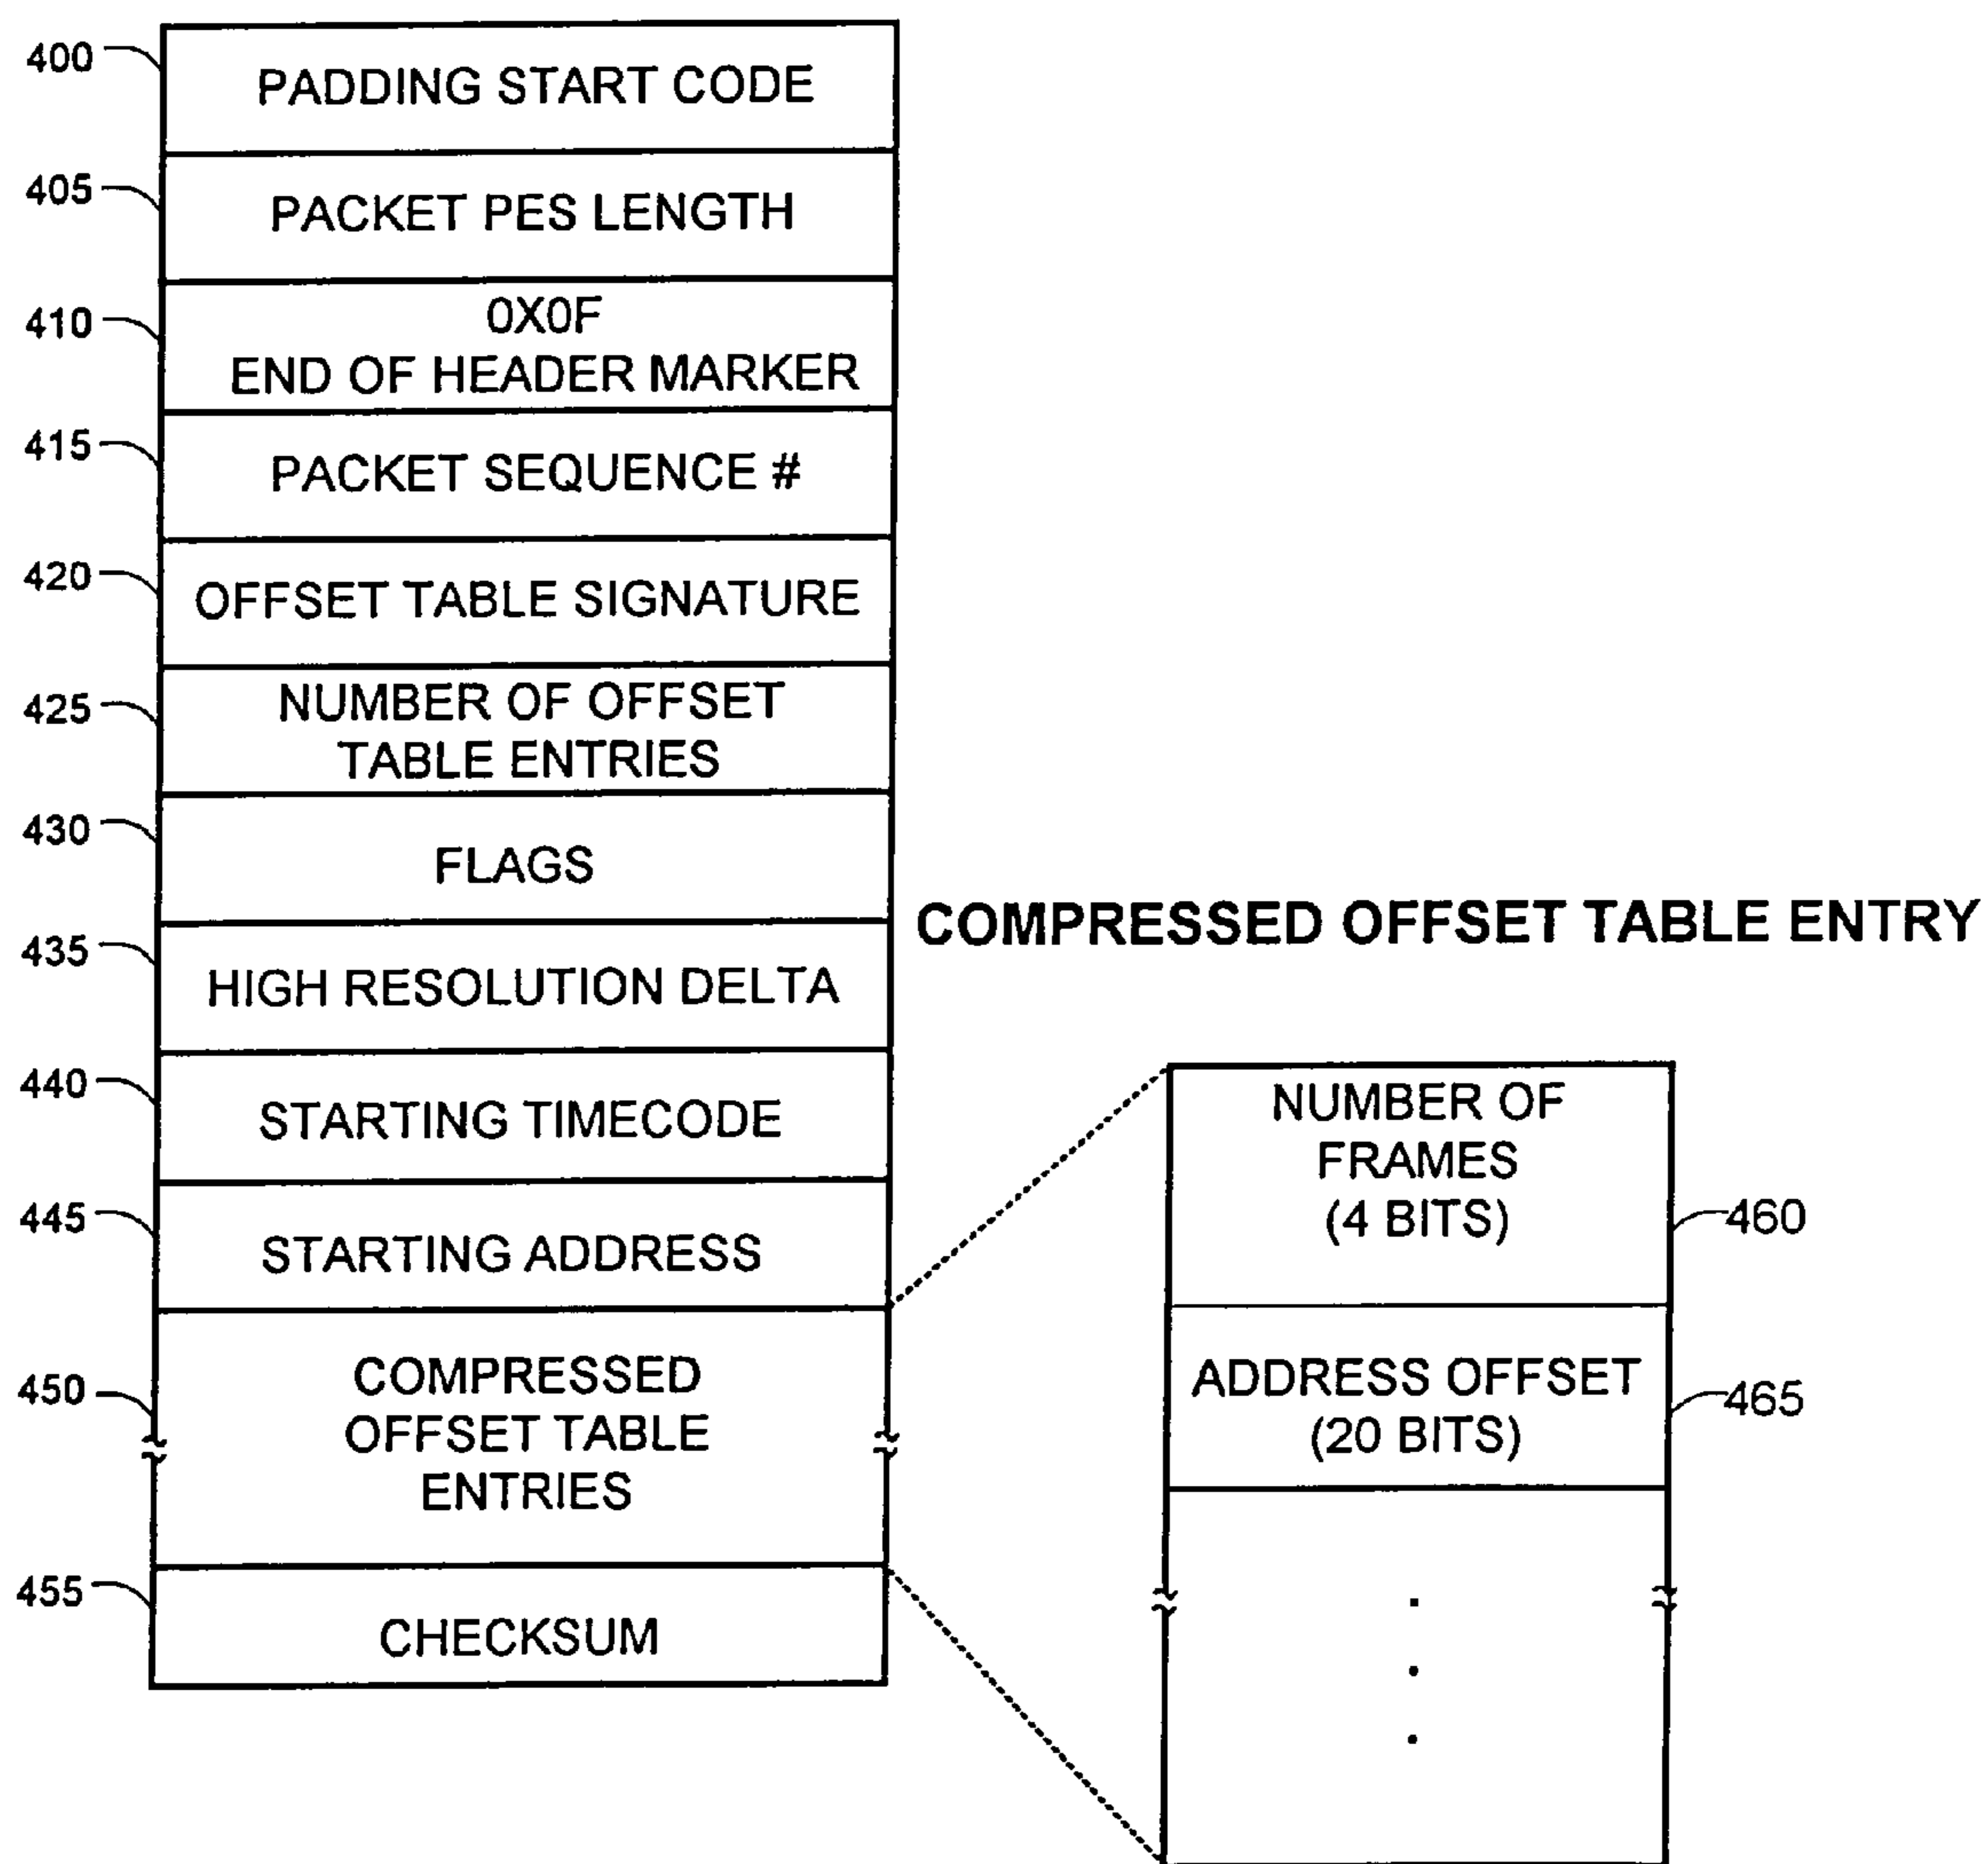 400
PADDING START CODE
405
PACKET PES LENGTH
410
0X0F
END OF HEADER MARKER
415
PACKET SEQUENCE #
420
OFFSET TABLE SIGNATURE
425
NUMBER OF OFFSET
TABLE ENTRIES
430
FLAGS
435
HIGH RESOLUTION DELTA
440
STARTING TIMECODE
445
STARTING ADDRESS
450
COMPRESSED
OFFSET TABLE
ENTRIES
455
CHECKSUM
COMPRESSED OFFSET TABLE ENTRY
NUMBER OF
FRAMES
(4 BITS)
460
ADDRESS OFFSET
(20 BITS)
465